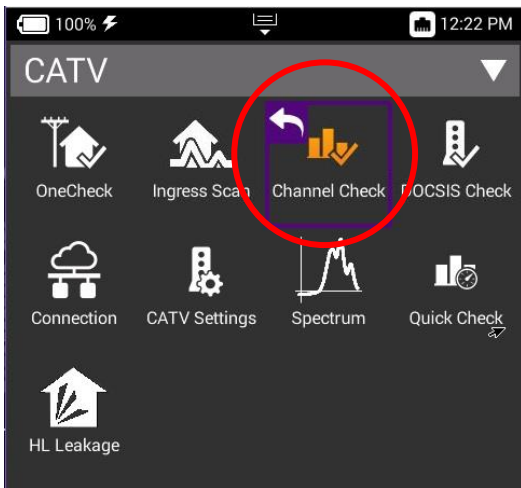 100% 12:22 PM
CATV
OneCheck Ingress Scan Channel Check DOCSIS Check
Connection CATV Settings Spectrum Quick Check
HL Leakage